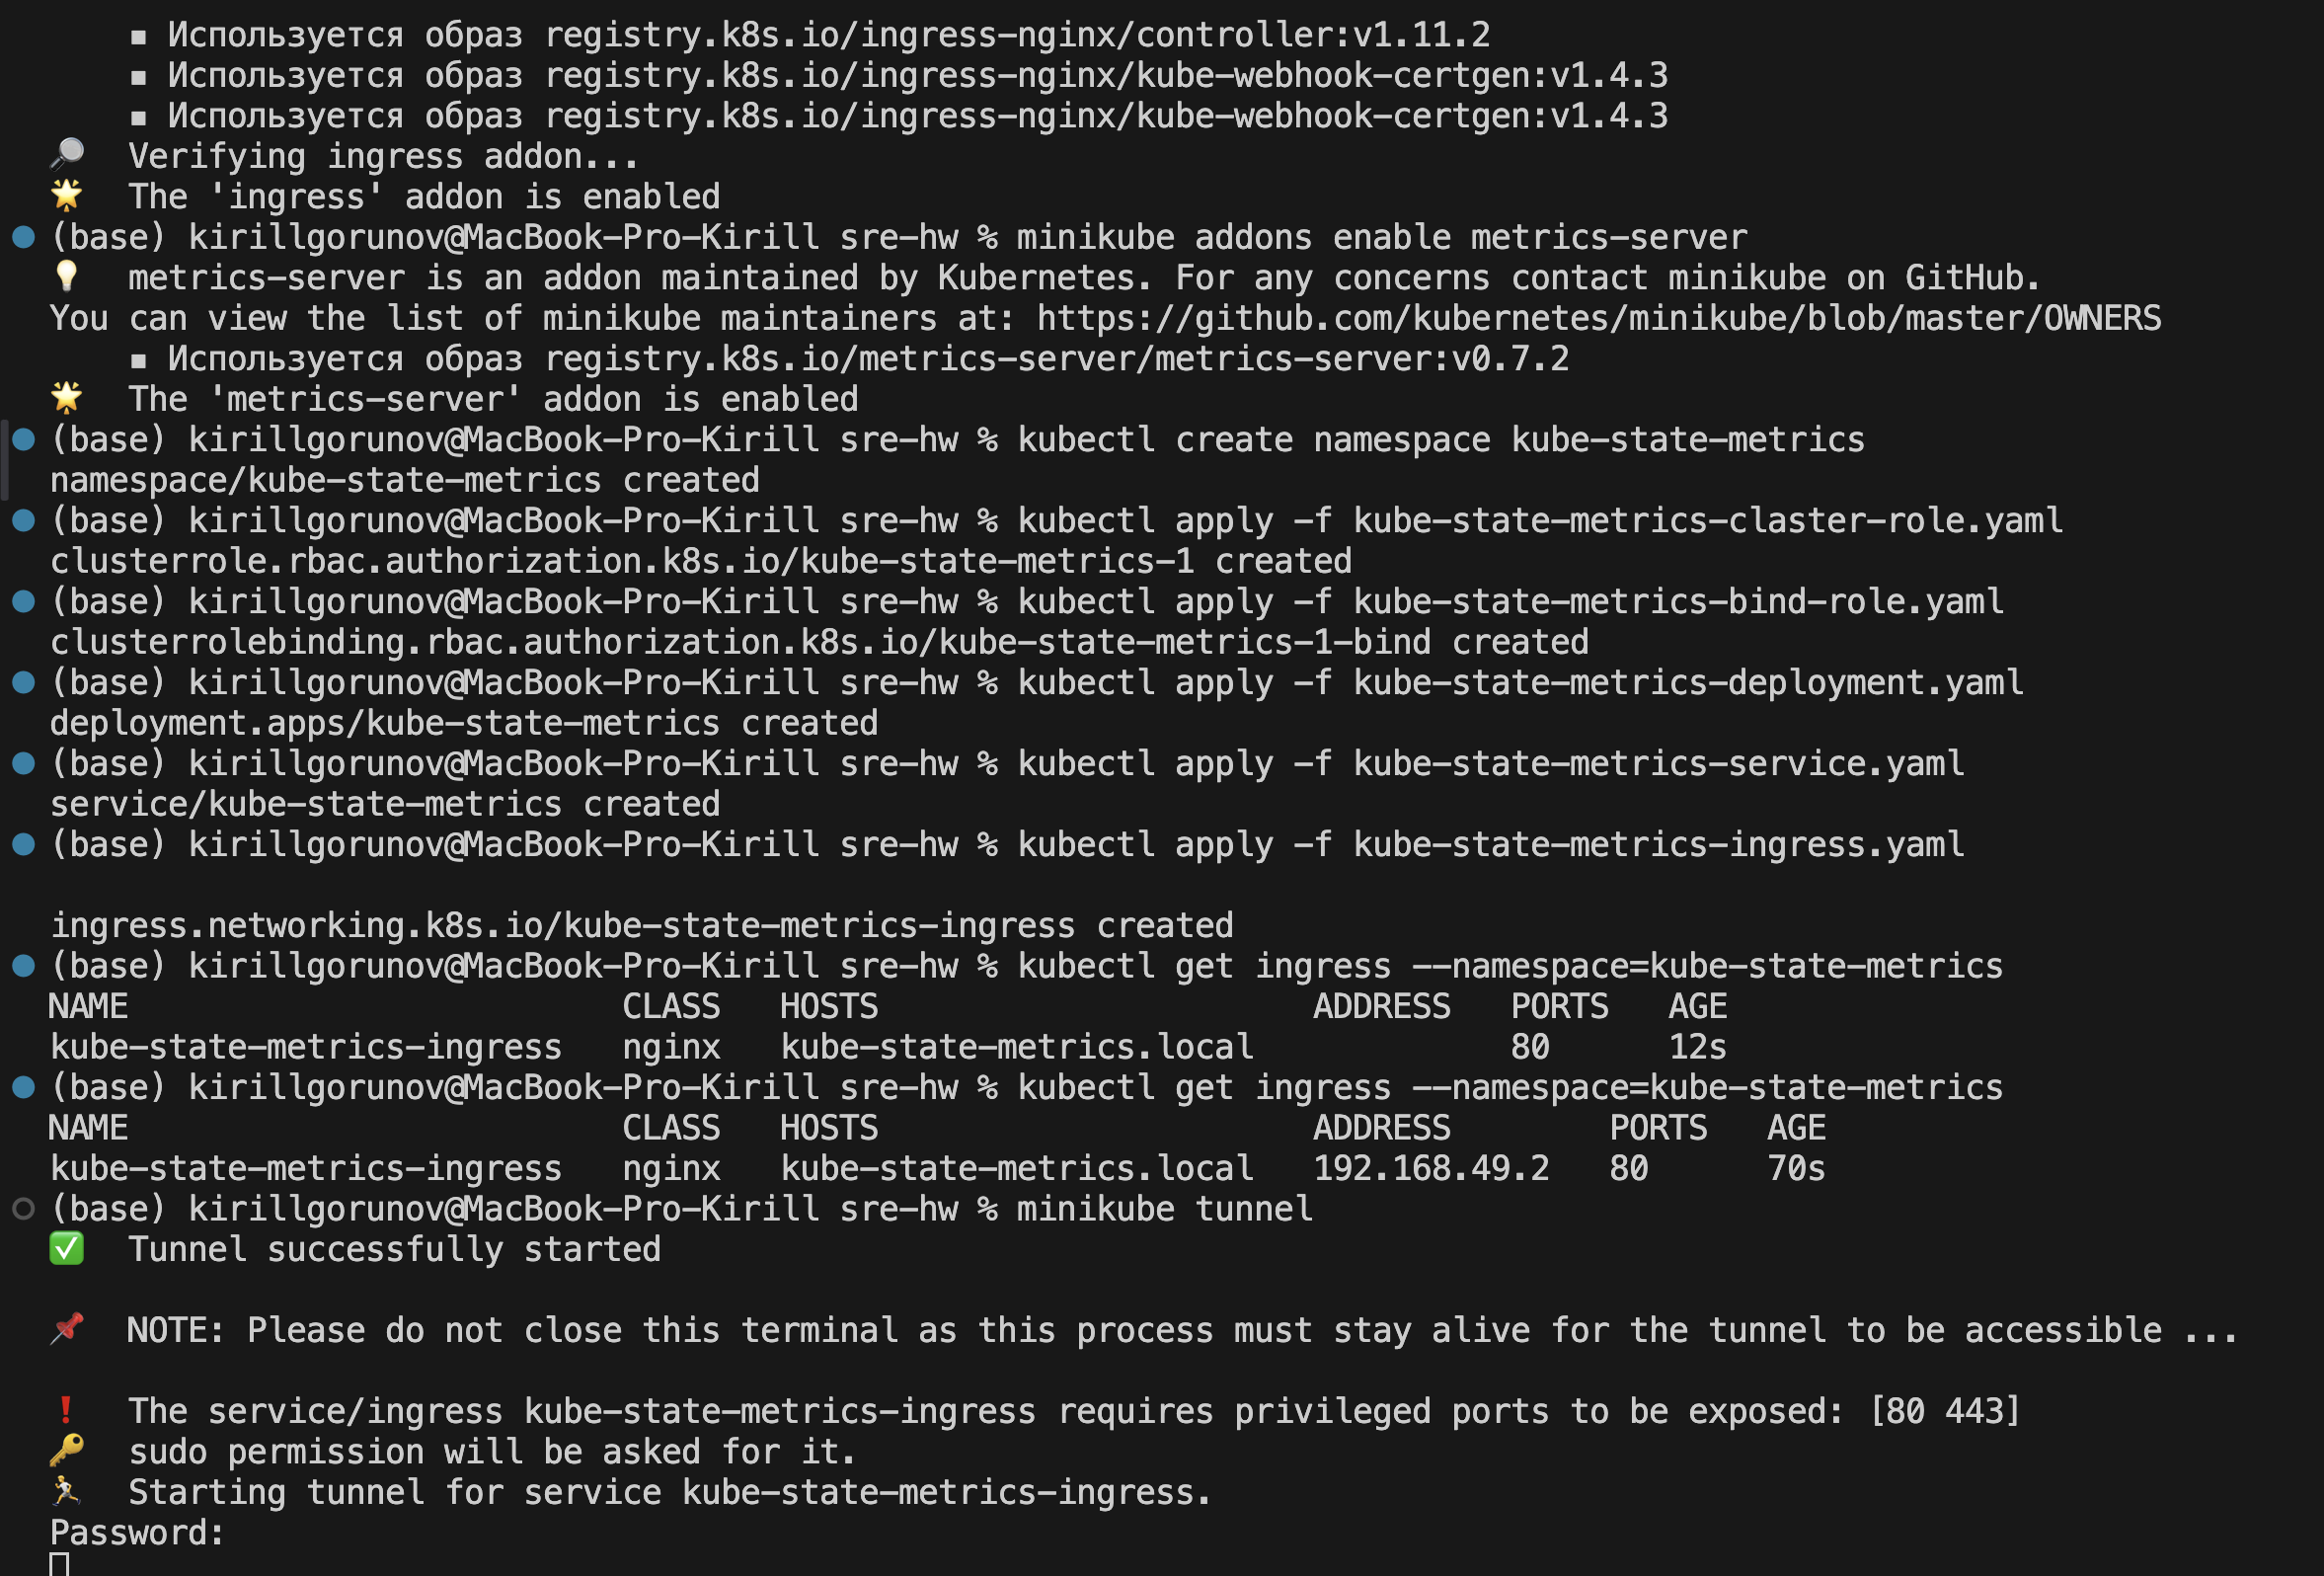 ▪ Используется образ registry.k8s.io/ingress-nginx/controller:v1.11.2
▪ Используется образ registry.k8s.io/ingress-nginx/kube-webhook-certgen:v1.4.3
▪ Используется образ registry.k8s.io/ingress-nginx/kube-webhook-certgen:v1.4.3
🔎 Verifying ingress addon...
🌟 The 'ingress' addon is enabled
(base) kirillgorunov@MacBook-Pro-Kirill sre-hw % minikube addons enable metrics-server
💡 metrics-server is an addon maintained by Kubernetes. For any concerns contact minikube on GitHub.
You can view the list of minikube maintainers at: https://github.com/kubernetes/minikube/blob/master/OWNERS
▪ Используется образ registry.k8s.io/metrics-server/metrics-server:v0.7.2
🌟 The 'metrics-server' addon is enabled
(base) kirillgorunov@MacBook-Pro-Kirill sre-hw % kubectl create namespace kube-state-metrics
namespace/kube-state-metrics created
(base) kirillgorunov@MacBook-Pro-Kirill sre-hw % kubectl apply -f kube-state-metrics-claster-role.yaml
clusterrole.rbac.authorization.k8s.io/kube-state-metrics-1 created
(base) kirillgorunov@MacBook-Pro-Kirill sre-hw % kubectl apply -f kube-state-metrics-bind-role.yaml
clusterrolebinding.rbac.authorization.k8s.io/kube-state-metrics-1-bind created
(base) kirillgorunov@MacBook-Pro-Kirill sre-hw % kubectl apply -f kube-state-metrics-deployment.yaml
deployment.apps/kube-state-metrics created
(base) kirillgorunov@MacBook-Pro-Kirill sre-hw % kubectl apply -f kube-state-metrics-service.yaml
service/kube-state-metrics created
(base) kirillgorunov@MacBook-Pro-Kirill sre-hw % kubectl apply -f kube-state-metrics-ingress.yaml
ingress.networking.k8s.io/kube-state-metrics-ingress created
(base) kirillgorunov@MacBook-Pro-Kirill sre-hw % kubectl get ingress --namespace=kube-state-metrics
NAME CLASS HOSTS ADDRESS PORTS AGE
kube-state-metrics-ingress nginx kube-state-metrics.local 80 12s
(base) kirillgorunov@MacBook-Pro-Kirill sre-hw % kubectl get ingress --namespace=kube-state-metrics
NAME CLASS HOSTS ADDRESS PORTS AGE
kube-state-metrics-ingress nginx kube-state-metrics.local 192.168.49.2 80 70s
(base) kirillgorunov@MacBook-Pro-Kirill sre-hw % minikube tunnel
✅ Tunnel successfully started
📌 NOTE: Please do not close this terminal as this process must stay alive for the tunnel to be accessible ...
❗ The service/ingress kube-state-metrics-ingress requires privileged ports to be exposed: [80 443]
🔑 sudo permission will be asked for it.
🏃 Starting tunnel for service kube-state-metrics-ingress.
Password: